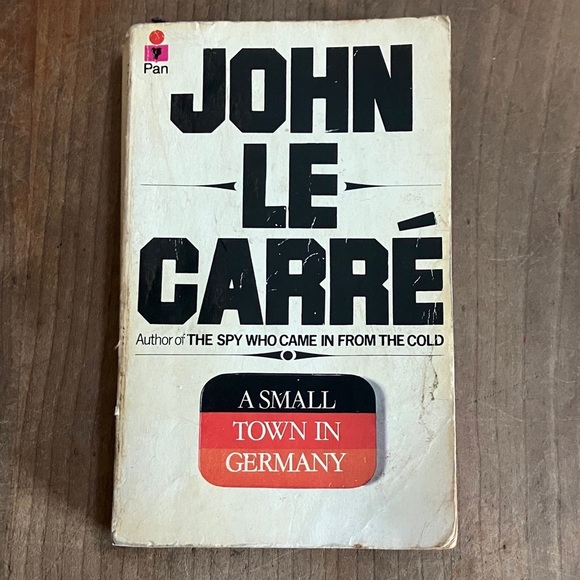 Pan
JOHN
LE
CARRÉ
Author of THE SPY WHO CAME IN FROM THE COLD
A SMALL
TOWN IN
GERMANY